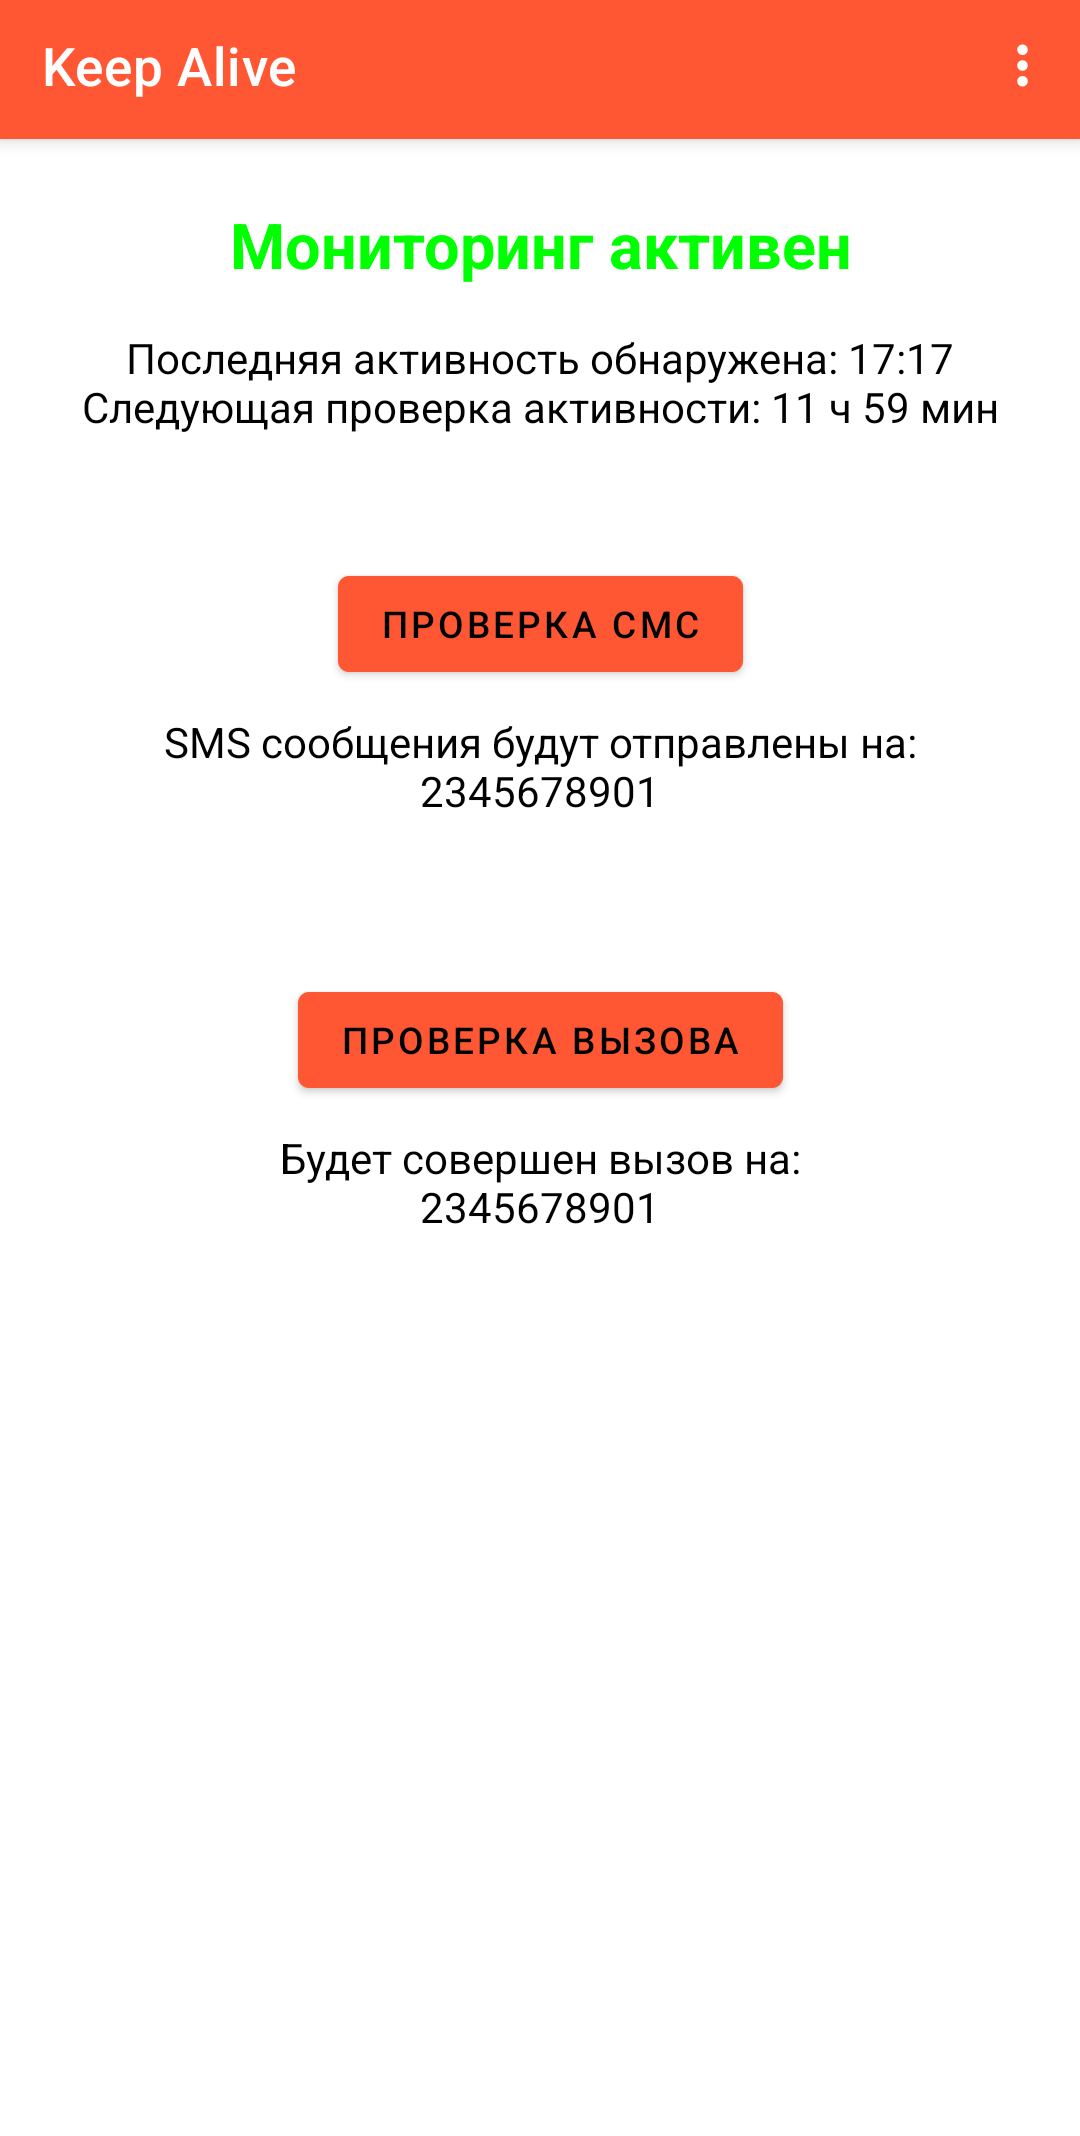 Keep Alive
Мониторинг активен
Последняя активность обнаружена: 17:17
Следующая проверка активности: 11 ч 59 мин
ПРОВЕРКА СМС
SMS сообщения будут отправлены на:
2345678901
ПРОВЕРКА ВЫЗОВА
Будет совершен вызов на:
2345678901